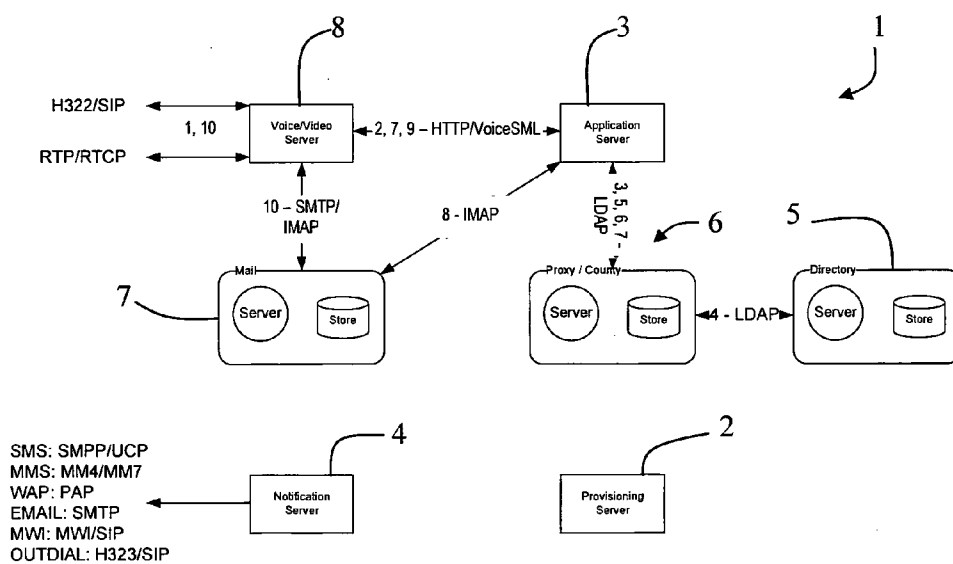 8
3
1
H322/SIP
1, 10
RTP/RTCP
Voice/Video
Server
2, 7, 9 – HTTP/VoiceSML
Application
Server
10 – SMTP/
IMAP
8 - IMAP
3, 5, 6, 7 -
LDAP
6
5
7
Mail
Server
Store
Proxy / County
Server
Store
4 - LDAP
Directory
Server
Store
SMS: SMPP/UCP
MMS: MM4/MM7
WAP: PAP
EMAIL: SMTP
MWI: MWI/SIP
OUTDIAL: H323/SIP
4
Notification
Server
2
Provisioning
Server